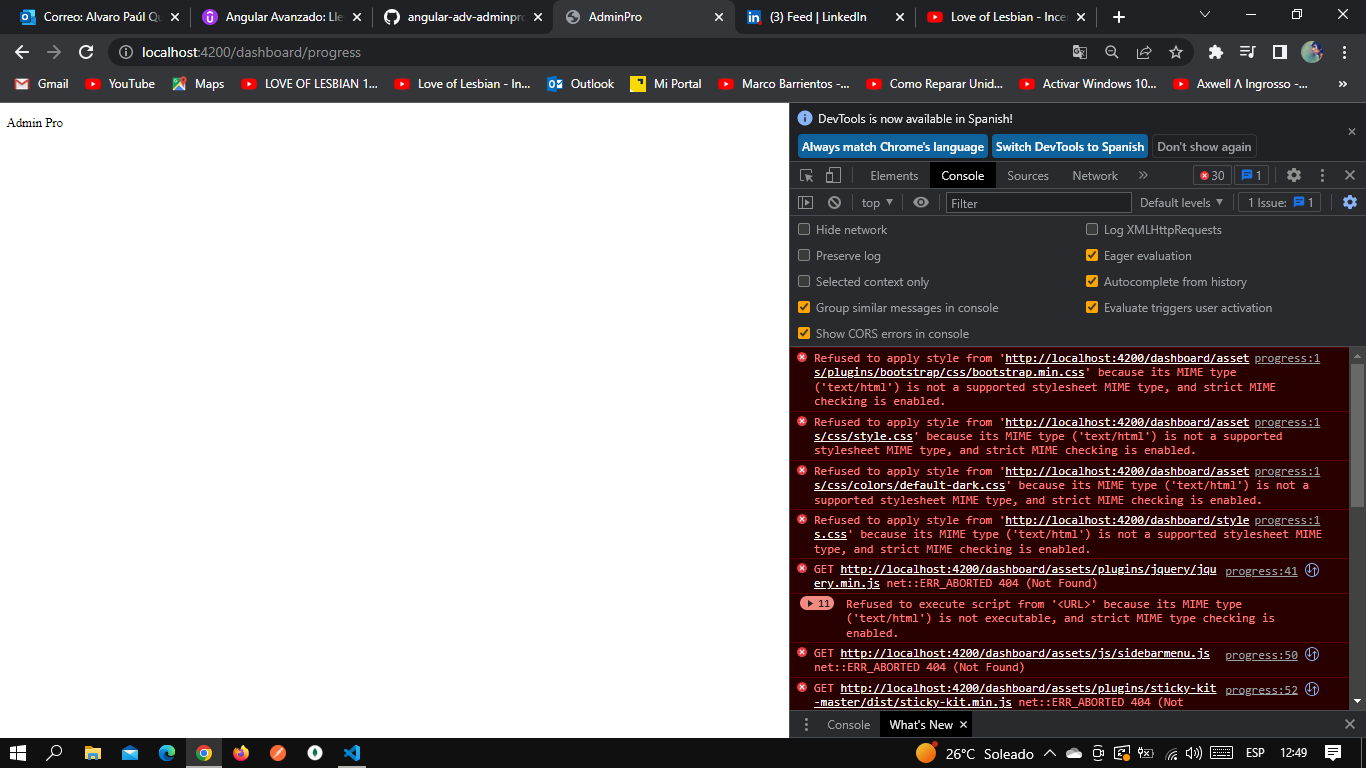 Correo: Alvaro Paúl Qu
Angular Avanzado: Lle
angular-adv-adminpro
AdminPro
(3) Feed | LinkedIn
Love of Lesbian - Ince
localhost:4200/dashboard/progress
Gmail
YouTube
Maps
LOVE OF LESBIAN 1...
Love of Lesbian - In...
Outlook
Mi Portal
Marco Barrientos -...
Como Reparar Unid...
Activar Windows 10...
Axwell Λ Ingrosso -...
»
Admin Pro
DevTools is now available in Spanish!
Always match Chrome's language
Switch DevTools to Spanish
Don't show again
Elements
Console
Sources
Network
»
30
1
top
Filter
Default levels
1 Issue:
1
Hide network
Log XMLHttpRequests
Preserve log
Eager evaluation
Selected context only
Autocomplete from history
Group similar messages in console
Evaluate triggers user activation
Show CORS errors in console
Refused to apply style from 'http://localhost:4200/dashboard/asset progress:1
s/plugins/bootstrap/css/bootstrap.min.css' because its MIME type
('text/html') is not a supported stylesheet MIME type, and strict MIME
checking is enabled.
Refused to apply style from 'http://localhost:4200/dashboard/asset progress:1
s/css/style.css' because its MIME type ('text/html') is not a supported
stylesheet MIME type, and strict MIME checking is enabled.
Refused to apply style from 'http://localhost:4200/dashboard/asset progress:1
s/css/colors/default-dark.css' because its MIME type ('text/html') is not a
supported stylesheet MIME type, and strict MIME checking is enabled.
Refused to apply style from 'http://localhost:4200/dashboard/style progress:1
s.css' because its MIME type ('text/html') is not a supported stylesheet MIME
type, and strict MIME checking is enabled.
GET http://localhost:4200/dashboard/assets/plugins/jquery/jqu progress:41
ery.min.js net::ERR_ABORTED 404 (Not Found)
11
Refused to execute script from '<URL>' because its MIME type
('text/html') is not executable, and strict MIME type checking is
enabled.
GET http://localhost:4200/dashboard/assets/js/sidebarmenu.js progress:50
net::ERR_ABORTED 404 (Not Found)
GET http://localhost:4200/dashboard/assets/plugins/sticky-kit progress:52
-master/dist/sticky-kit.min.js net::ERR_ABORTED 404 (Not
Console
What's New
26°C Soleado
ESP
12:49